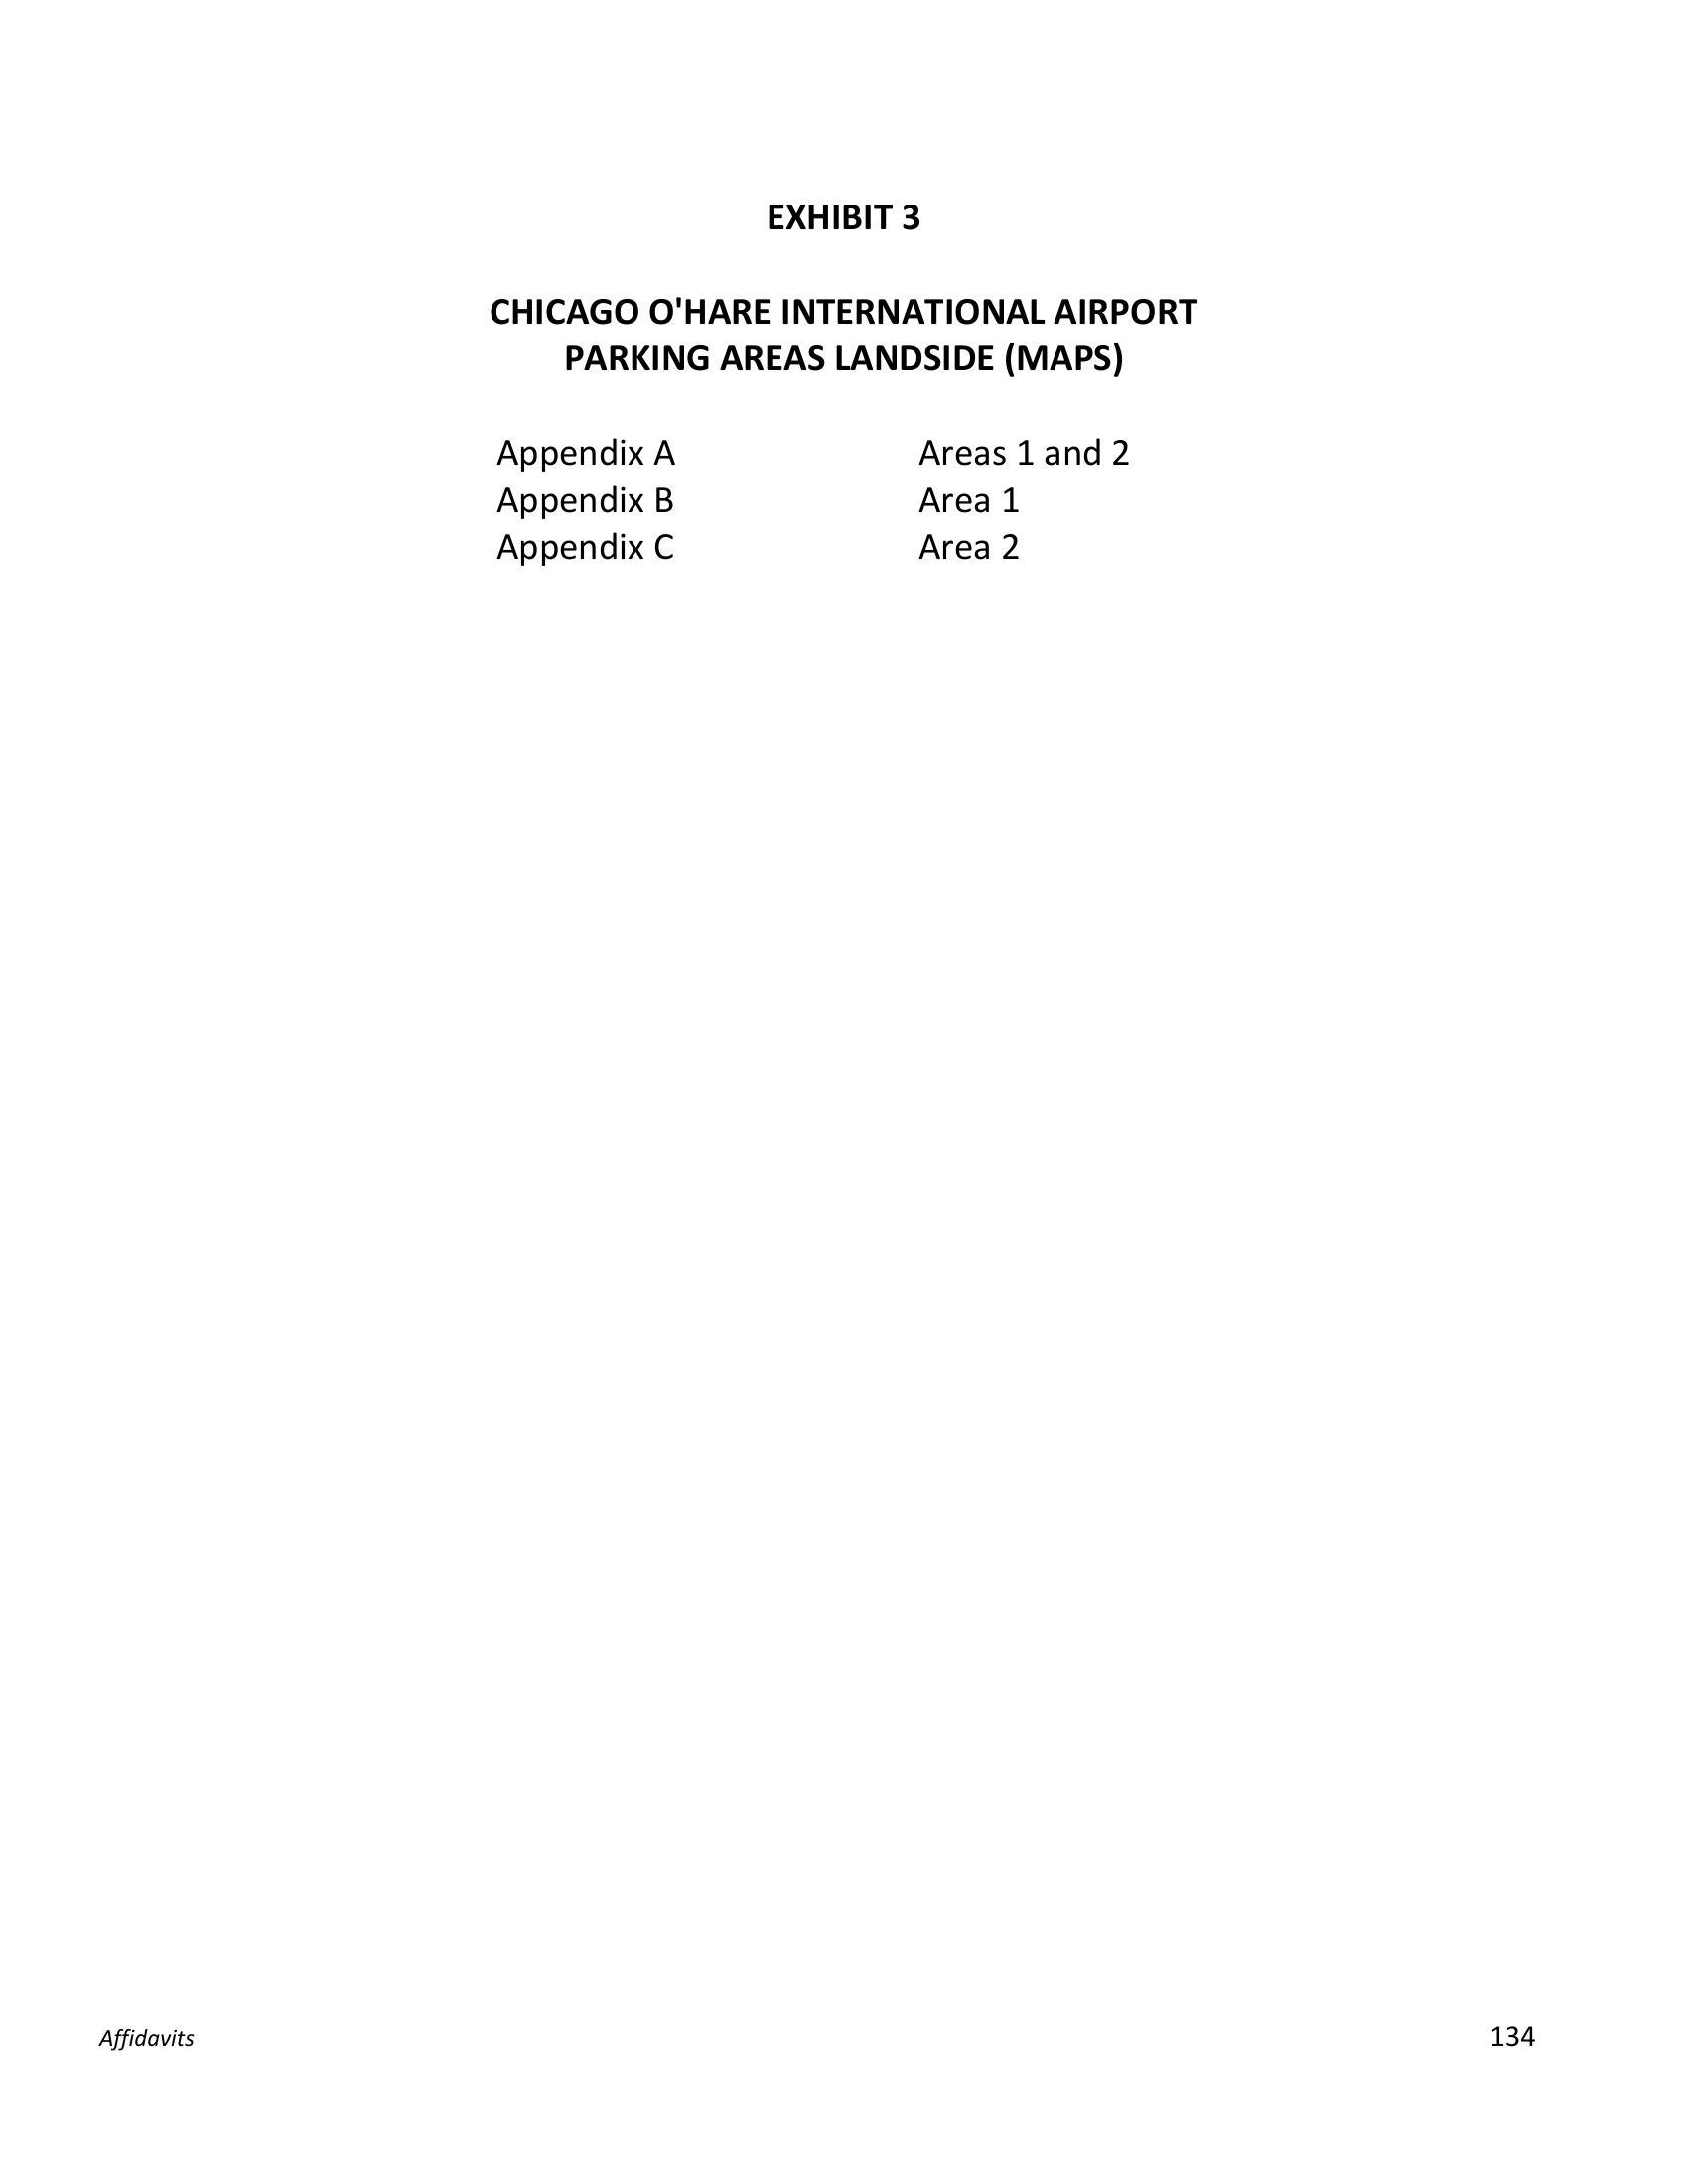 EXHIBIT 3
CHICAGO O'HARE INTERNATIONAL AIRPORT
PARKING AREAS LANDSIDE (MAPS)
Appendix A Areas 1 and 2
Appendix B Area 1
Appendix C Area 2
Affidavits 134